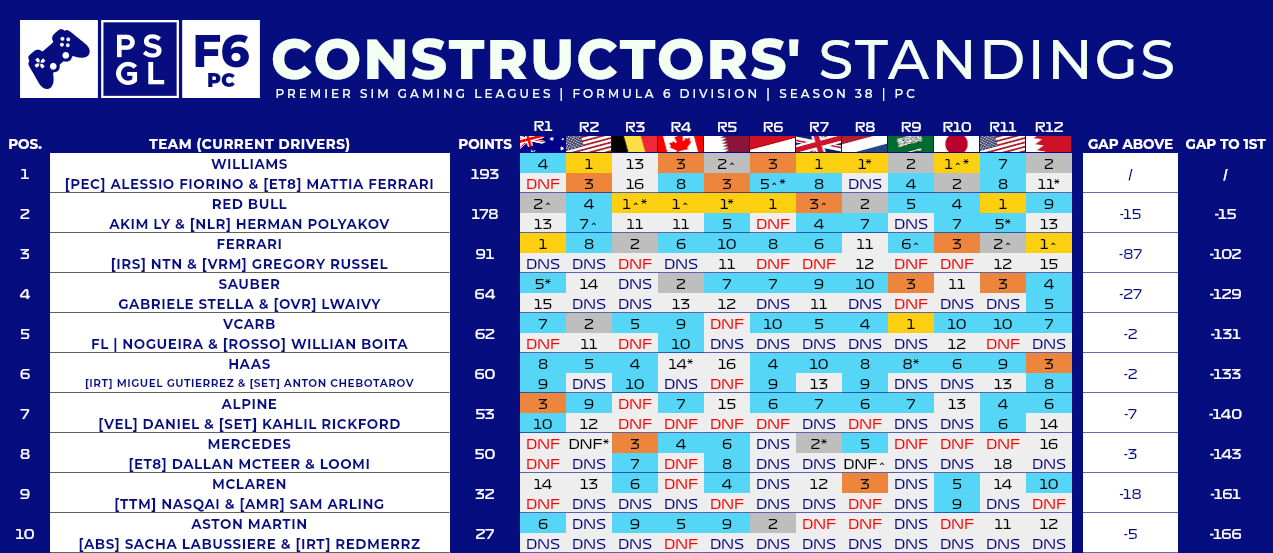 PS GL F6 PC CONSTRUCTORS' STANDINGS
PREMIER SIM GAMING LEAGUES | FORMULA 6 DIVISION | SEASON 38 | PC
R1 R2 R3 R4 R5 R6 R7 R8 R9 R10 R11 R12
POS. TEAM (CURRENT DRIVERS) POINTS GAP ABOVE GAP TO 1ST
WILLIAMS 4 1 13 3 2^ 3 1 1* 2 1^* 7 2
1 193 / /
[PEC] ALESSIO FIORINO & [ET8] MATTIA FERRARI DNF 3 16 8 3 5^* 8 DNS 4 2 8 11*
RED BULL 2^ 4 1^* 1^ 1* 1 3^ 2 5 4 1 9
2 178 -15 -15
AKIM LY & [NLR] HERMAN POLYAKOV 13 7^ 11 11 5 DNF 4 7 DNS 7 5* 13
FERRARI 1 8 2 6 10 8 6 11 6^ 3 2^ 1^
3 91 -87 -102
[IRS] NTN & [VRM] GREGORY RUSSEL DNS DNS DNF DNS 11 DNF DNF 12 DNF DNF 12 15
SAUBER 5* 14 DNS 2 7 7 9 10 3 11 3 4
4 64 -27 -129
GABRIELE STELLA & [OVR] LWAIVY 15 DNS DNS 13 12 DNS 11 DNS DNF DNS DNS 5
VCARB 7 2 5 9 DNF 10 5 4 1 10 10 7
5 62 -2 -131
FL | NOGUEIRA & [ROSSO] WILLIAN BOITA DNF 11 DNF 10 DNS DNS DNS DNS DNS 12 DNF DNS
HAAS 8 5 4 14* 16 4 10 8 8* 6 9 3
6 60 -2 -133
[IRT] MIGUEL GUTIERREZ & [SET] ANTON CHEBOTAROV 9 DNS 10 DNS DNF 9 13 9 DNS DNS 13 8
ALPINE 3 9 DNF 7 15 6 7 6 7 13 4 6
7 53 -7 -140
[VEL] DANIEL & [SET] KAHLIL RICKFORD 10 12 DNF DNF DNF DNF DNS DNF DNS DNF 6 14
MERCEDES DNF DNF* 3 4 6 DNS 2* 5 DNF DNF DNF 16
8 50 -3 -143
[ET8] DALLAN MCTEER & LOOMI DNF DNS 7 DNF 8 DNS DNS DNF^ DNS DNS 18 DNS
MCLAREN 14 13 6 DNF 4 DNS 12 3 DNS 5 14 10
9 32 -18 -161
[TTM] NASQAI & [AMR] SAM ARLING DNF DNS DNS DNS DNF DNS DNS DNF DNS 9 DNS DNF
ASTON MARTIN 6 DNS 9 5 9 2 DNF DNF DNS DNF 11 12
10 27 -5 -166
[ABS] SACHA LABUSSIERE & [IRT] REDMERRZ DNS DNS DNS DNF DNS DNS DNS DNS DNS DNS DNS DNS